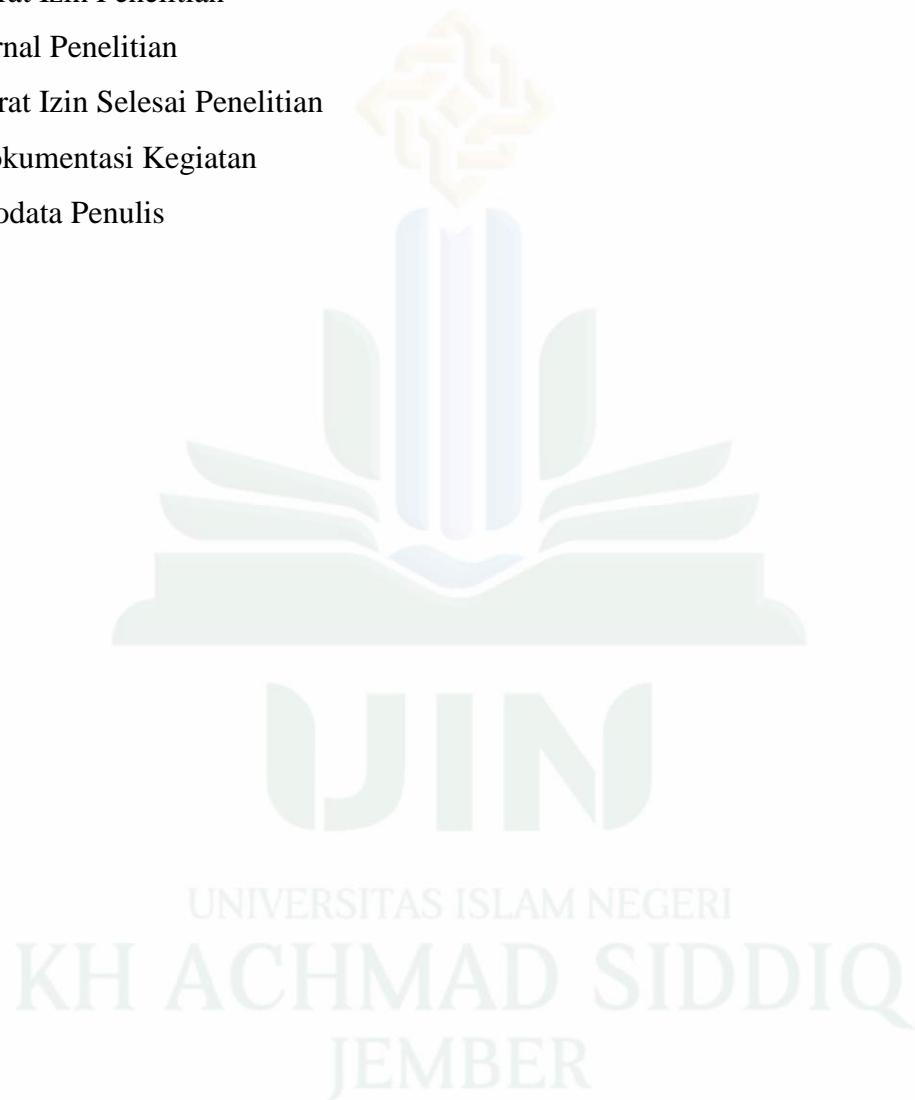 rat Izin Penelitian
rnal Penelitian
rat Izin Selesai Penelitian
okumentasi Kegiatan
odata Penulis
UIN
UNIVERSITAS ISLAM NEGERI
KH ACHMAD SIDDIQ
JEMBER